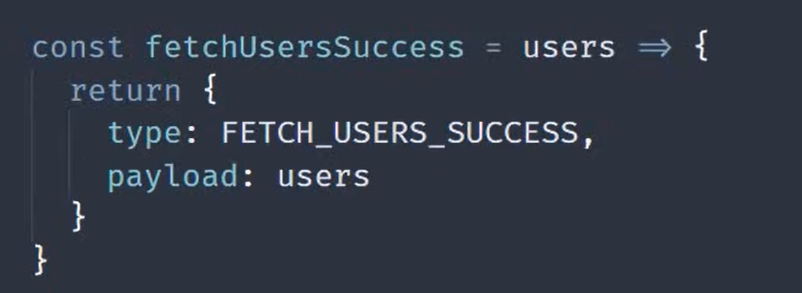 const fetchUsersSuccess = users => {
return {
type: FETCH_USERS_SUCCESS,
payload: users
}
}